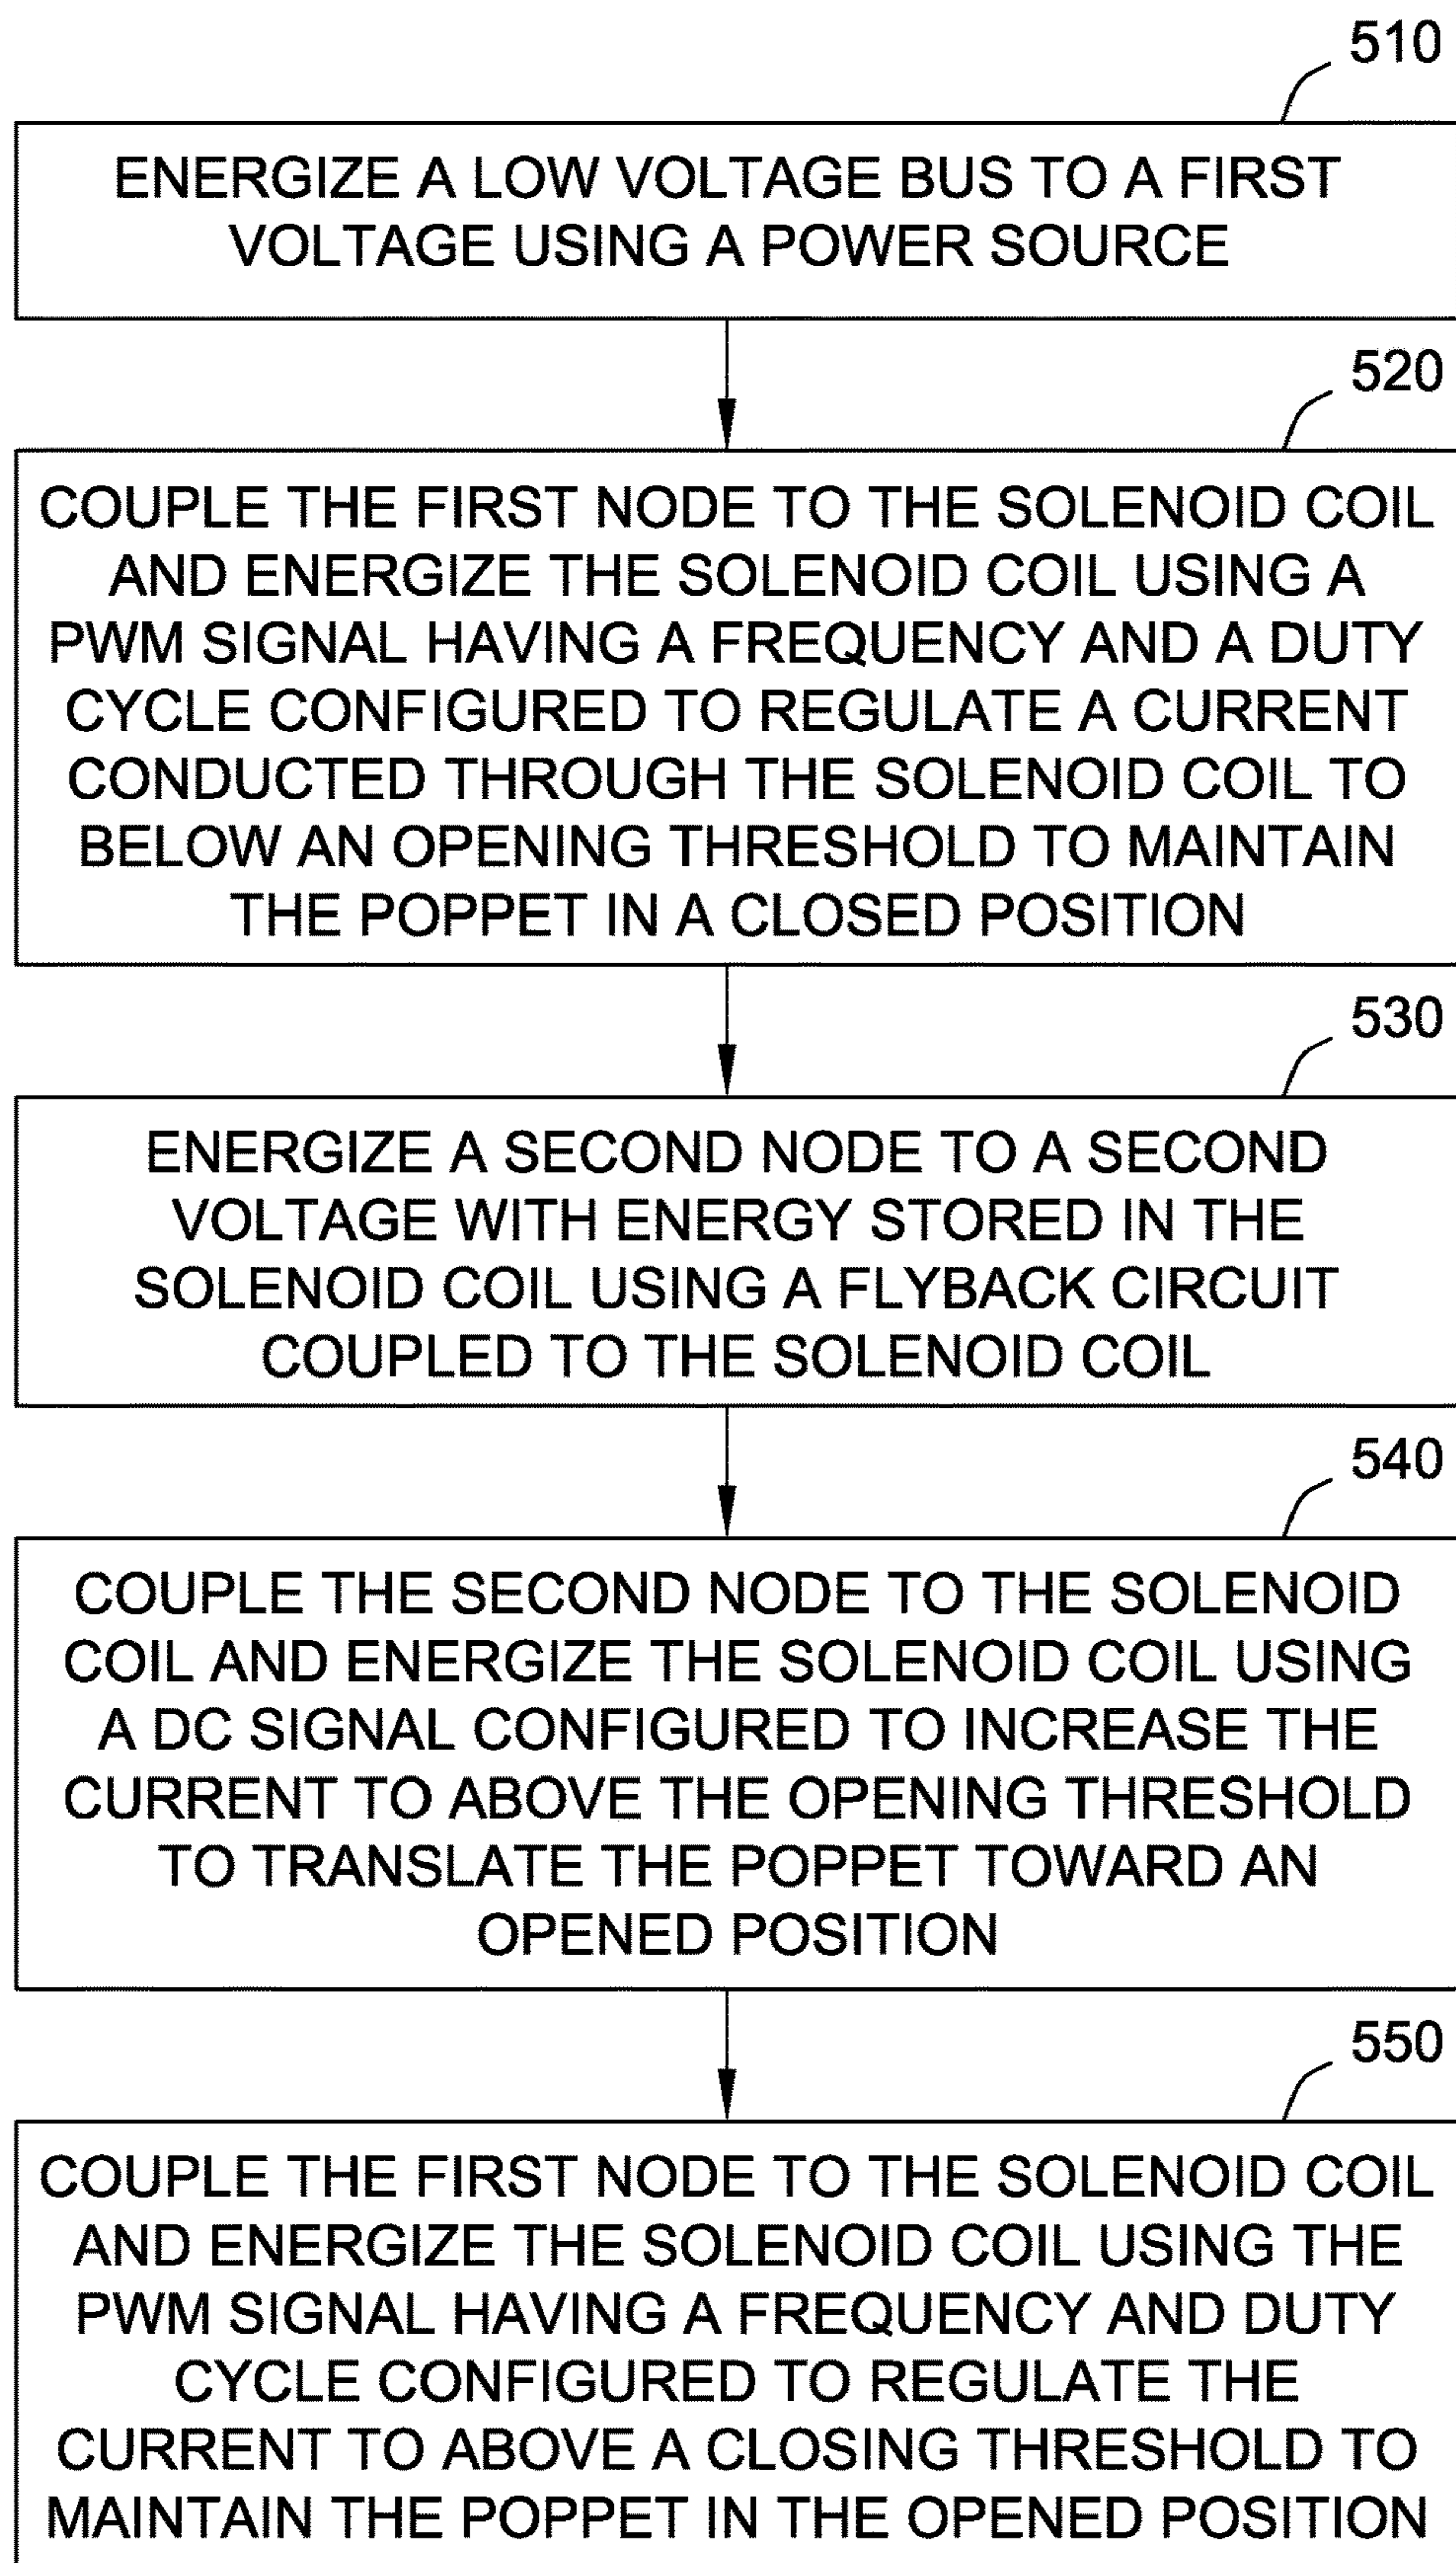 510
ENERGIZE A LOW VOLTAGE BUS TO A FIRST
VOLTAGE USING A POWER SOURCE
520
COUPLE THE FIRST NODE TO THE SOLENOID COIL
AND ENERGIZE THE SOLENOID COIL USING A
PWM SIGNAL HAVING A FREQUENCY AND A DUTY
CYCLE CONFIGURED TO REGULATE A CURRENT
CONDUCTED THROUGH THE SOLENOID COIL TO
BELOW AN OPENING THRESHOLD TO MAINTAIN
THE POPPET IN A CLOSED POSITION
530
ENERGIZE A SECOND NODE TO A SECOND
VOLTAGE WITH ENERGY STORED IN THE
SOLENOID COIL USING A FLYBACK CIRCUIT
COUPLED TO THE SOLENOID COIL
540
COUPLE THE SECOND NODE TO THE SOLENOID
COIL AND ENERGIZE THE SOLENOID COIL USING
A DC SIGNAL CONFIGURED TO INCREASE THE
CURRENT TO ABOVE THE OPENING THRESHOLD
TO TRANSLATE THE POPPET TOWARD AN
OPENED POSITION
550
COUPLE THE FIRST NODE TO THE SOLENOID COIL
AND ENERGIZE THE SOLENOID COIL USING THE
PWM SIGNAL HAVING A FREQUENCY AND DUTY
CYCLE CONFIGURED TO REGULATE THE
CURRENT TO ABOVE A CLOSING THRESHOLD TO
MAINTAIN THE POPPET IN THE OPENED POSITION